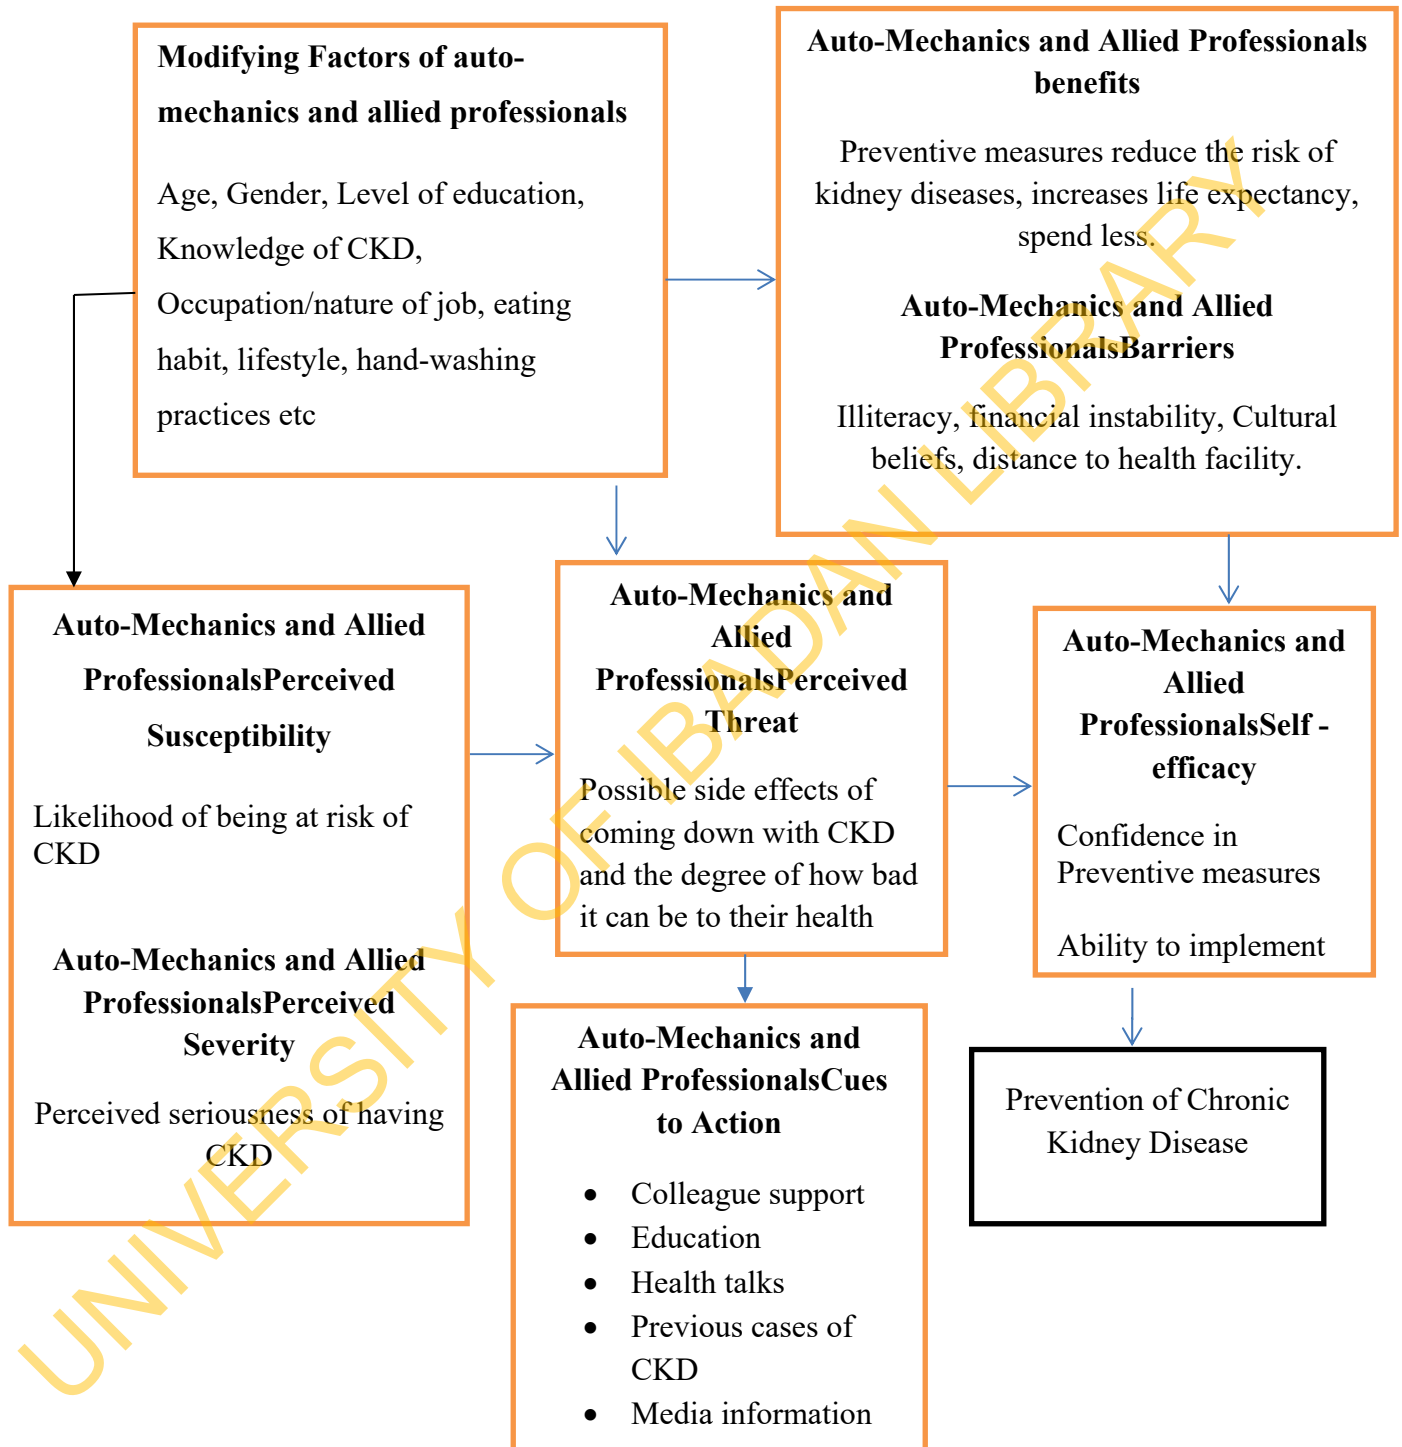 Modifying Factors of auto-
mechanics and allied professionals
Age, Gender, Level of education,
Knowledge of CKD,
Occupation/nature of job, eating
habit, lifestyle, hand-washing
practices etc
Auto-Mechanics and Allied Professionals
benefits
Preventive measures reduce the risk of
kidney diseases, increases life expectancy,
spend less.
Auto-Mechanics and Allied
ProfessionalsBarriers
Illiteracy, financial instability, Cultural
beliefs, distance to health facility.
Auto-Mechanics and Allied
ProfessionalsPerceived
Susceptibility
Likelihood of being at risk of
CKD
Auto-Mechanics and Allied
ProfessionalsPerceived
Severity
Perceived seriousness of having
CKD
Auto-Mechanics and
Allied
ProfessionalsPerceived
Threat
Possible side effects of
coming down with CKD
and the degree of how bad
it can be to their health
Auto-Mechanics and
Allied
ProfessionalsSelf -
efficacy
Confidence in
Preventive measures
Ability to implement
Auto-Mechanics and
Allied ProfessionalsCues
to Action
• Colleague support
• Education
• Health talks
• Previous cases of
CKD
• Media information
Prevention of Chronic
Kidney Disease
UNIVERSITY OF IBADAN LIBRARY